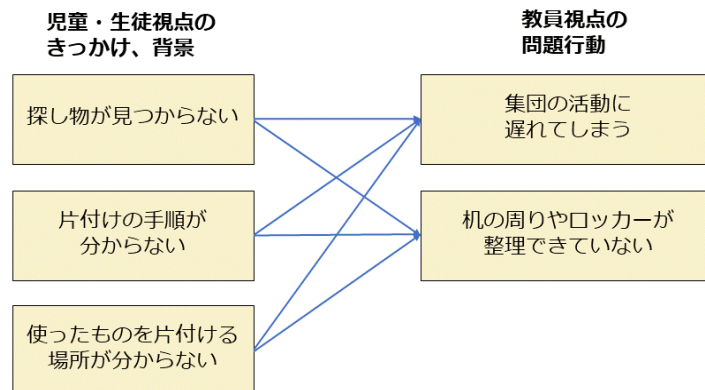 児童・生徒視点の
きっかけ、背景
教員視点の
問題行動
探し物が見つからない
集団の活動に
遅れてしまう
片付けの手順が
分からない
机の周りやロッカーが
整理できていない
使ったものを片付ける
場所が分からない